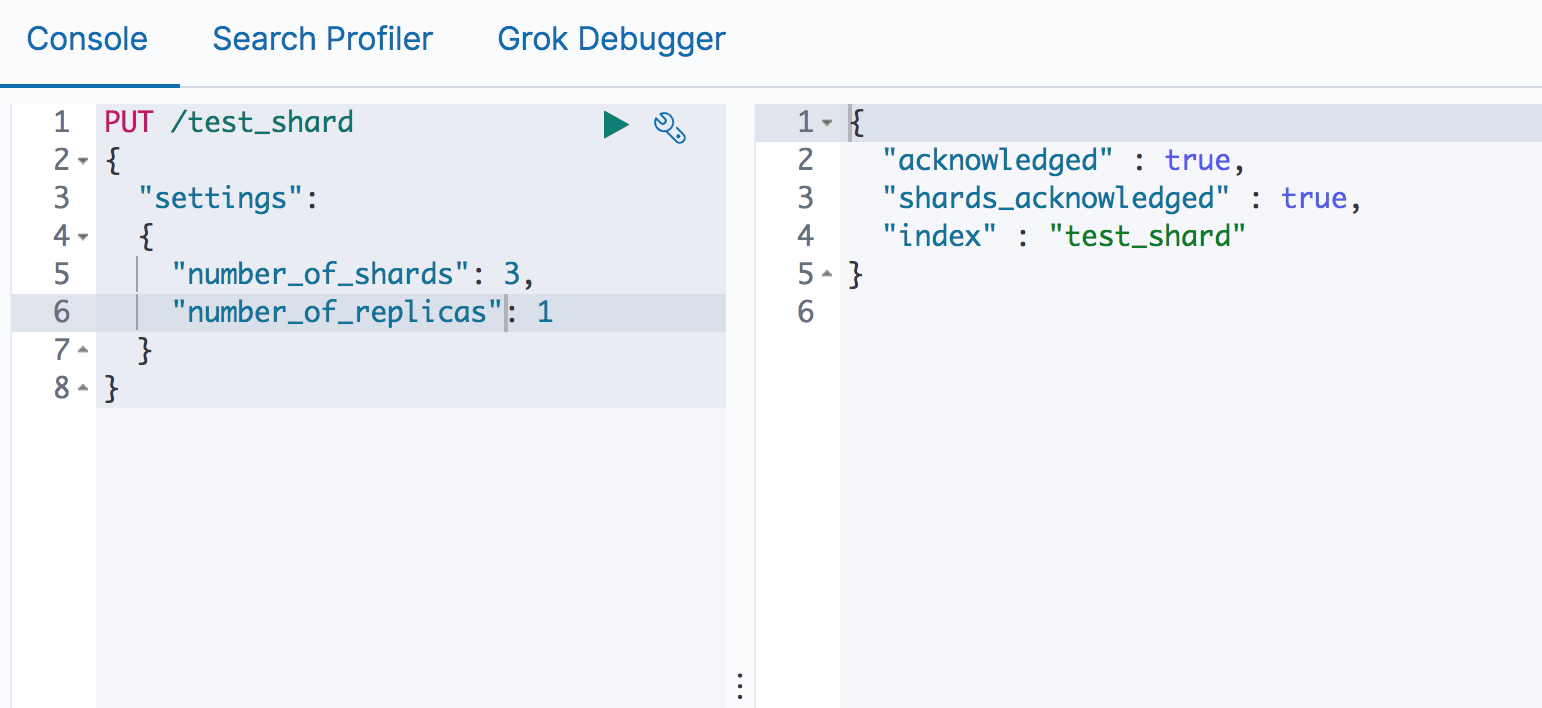 Console Search Profiler Grok Debugger
1 PUT /test_shard
2 {
3 "settings":
4 {
5 "number_of_shards": 3,
6 "number_of_replicas": 1
7 }
8 }
1 {
2 "acknowledged" : true,
3 "shards_acknowledged" : true,
4 "index" : "test_shard"
5 }
6